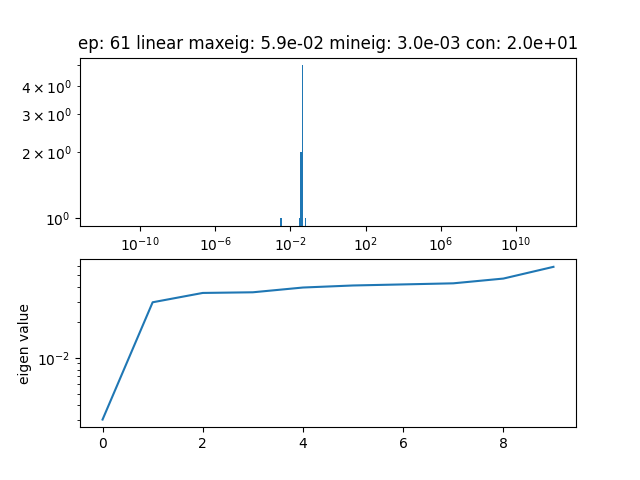 ep: 61 linear maxeig: 5.9e-02 mineig: 3.0e-03 con: 2.0e+01
4 × 10⁰
3 × 10⁰
2 × 10⁰
10⁰
10⁻¹⁰ 10⁻⁶ 10⁻² 10² 10⁶ 10¹⁰
eigen value
10⁻²
0 2 4 6 8